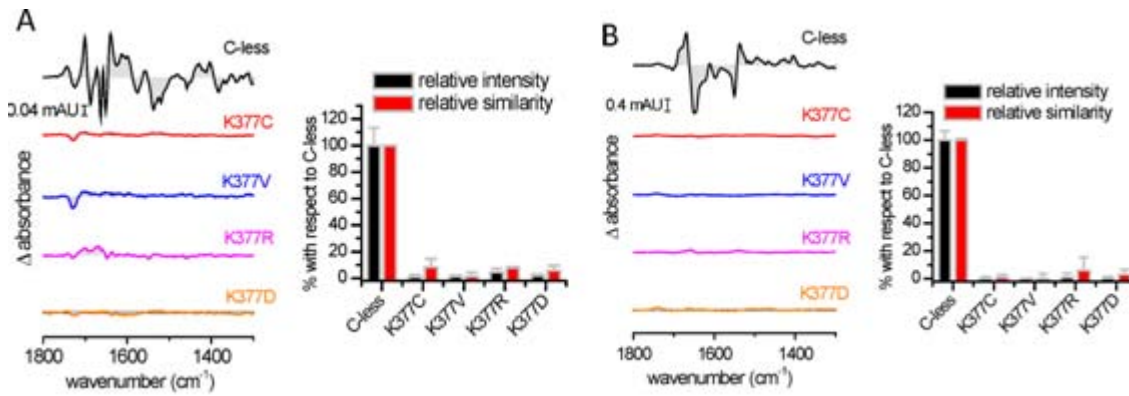 A
C-less
0.04 mAU
K377C
K377V
K377R
K377D
Δ absorbance
1800 1600 1400
wavenumber (cm⁻¹)
relative intensity
relative similarity
% with respect to C-less
120
100
80
60
40
20
0
C-less K377C K377V K377R K377D
B
C-less
0.4 mAU
K377C
K377V
K377R
K377D
Δ absorbance
1800 1600 1400
wavenumber (cm⁻¹)
relative intensity
relative similarity
% with respect to C-less
120
100
80
60
40
20
0
C-less K377C K377V K377R K377D